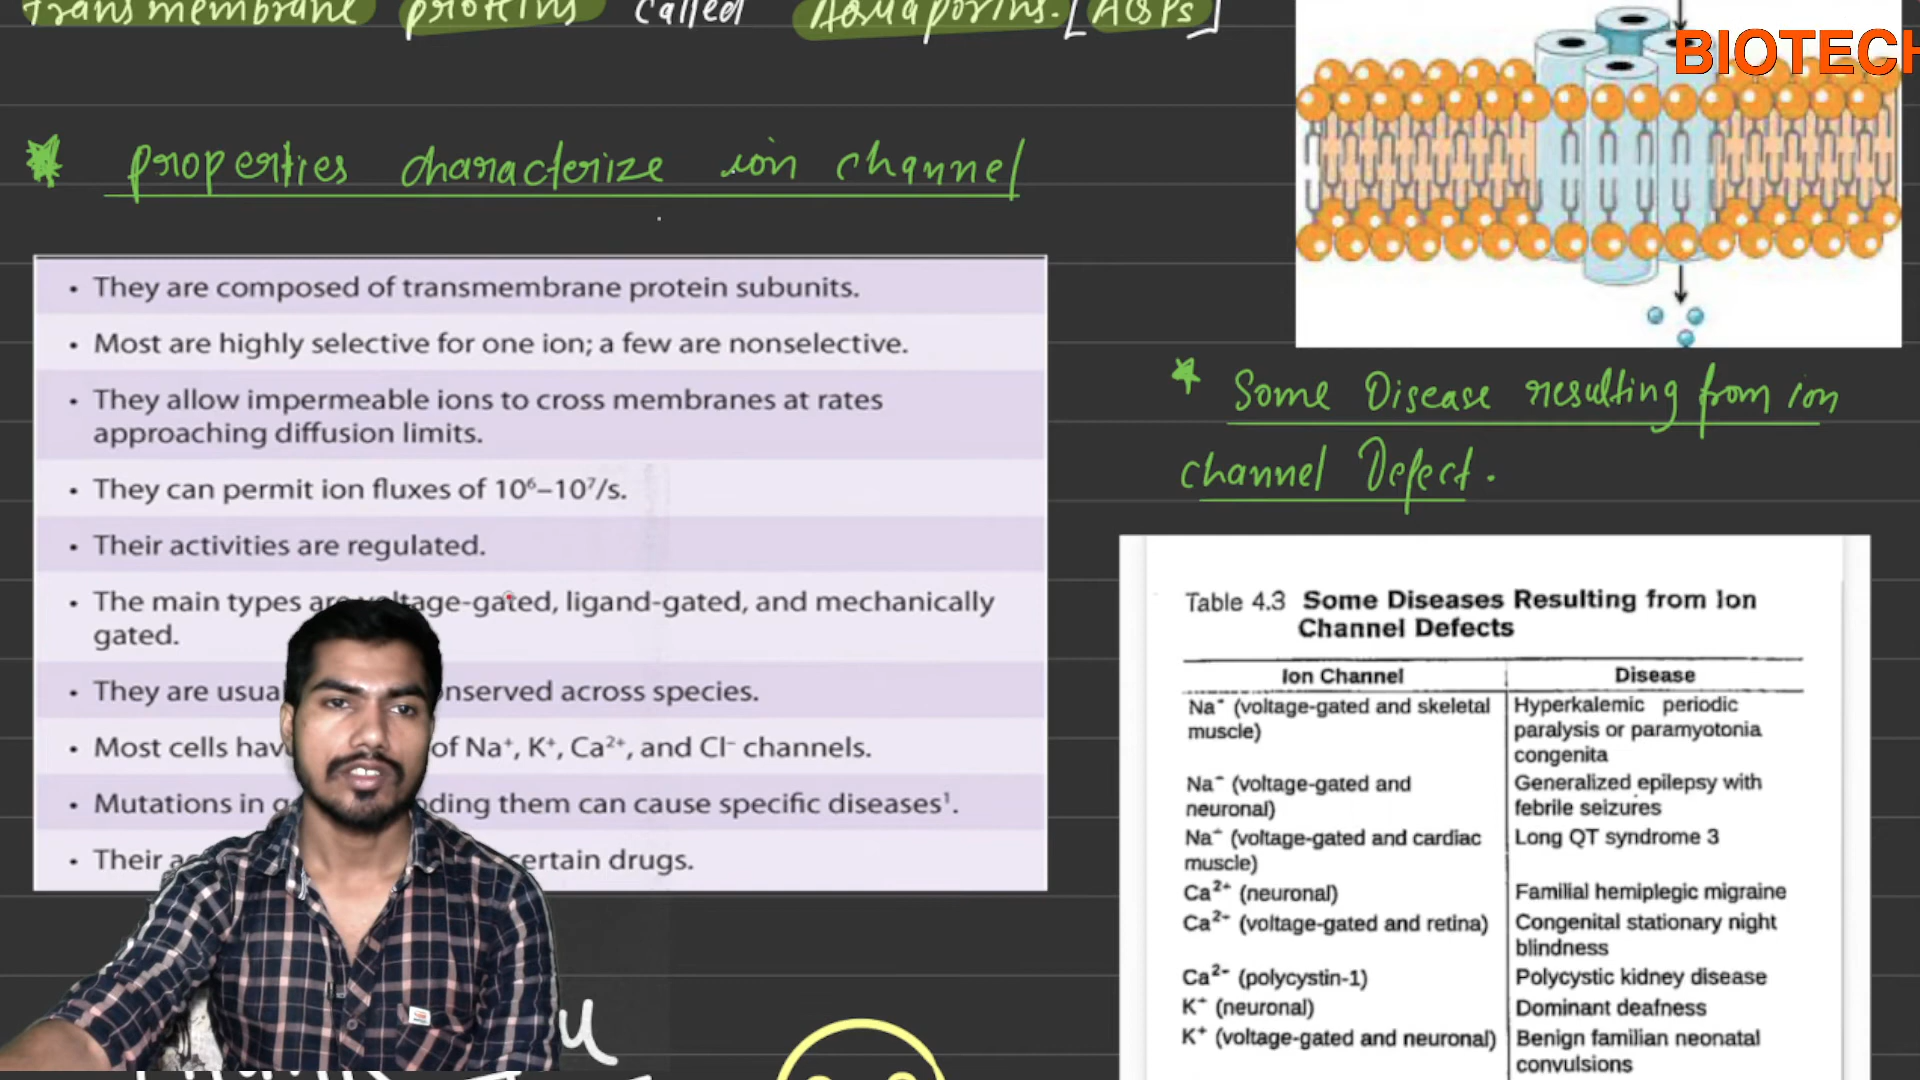 transmembrane proteins called Aquaporins. [AQPs]
BIOTECH
properties characterize ion channel
• They are composed of transmembrane protein subunits.
• Most are highly selective for one ion; a few are nonselective.
• They allow impermeable ions to cross membranes at rates
approaching diffusion limits.
• They can permit ion fluxes of 10⁶–10⁷/s.
• Their activities are regulated.
• The main types are voltage-gated, ligand-gated, and mechanically
gated.
• They are usua nserved across species.
• Most cells hav of Na⁺, K⁺, Ca²⁺, and Cl⁻ channels.
• Mutations in g ding them can cause specific diseases¹.
• Their a ertain drugs.
Some Disease resulting from ion
channel Defect.
Table 4.3 Some Diseases Resulting from Ion
Channel Defects
Ion Channel Disease
Na⁺ (voltage-gated and skeletal
muscle)
Hyperkalemic periodic
paralysis or paramyotonia
congenita
Na⁺ (voltage-gated and
neuronal)
Generalized epilepsy with
febrile seizures
Na⁺ (voltage-gated and cardiac
muscle)
Long QT syndrome 3
Ca²⁺ (neuronal) Familial hemiplegic migraine
Ca²⁺ (voltage-gated and retina) Congenital stationary night
blindness
Ca²⁺ (polycystin-1) Polycystic kidney disease
K⁺ (neuronal) Dominant deafness
K⁺ (voltage-gated and neuronal) Benign familian neonatal
convulsions